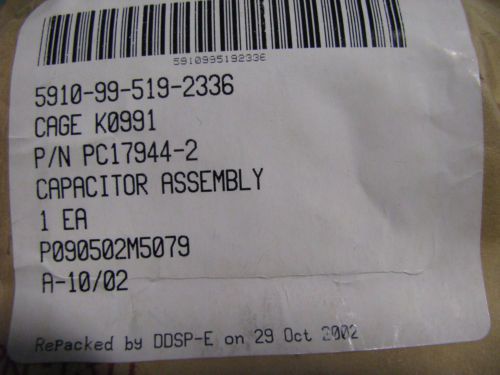 5910995192336
5910-99-519-2336
CAGE K0991
P/N PC17944-2
CAPACITOR ASSEMBLY
1 EA
P090502M5079
A-10/02
RePacked by DDSP-E on 29 Oct 2002